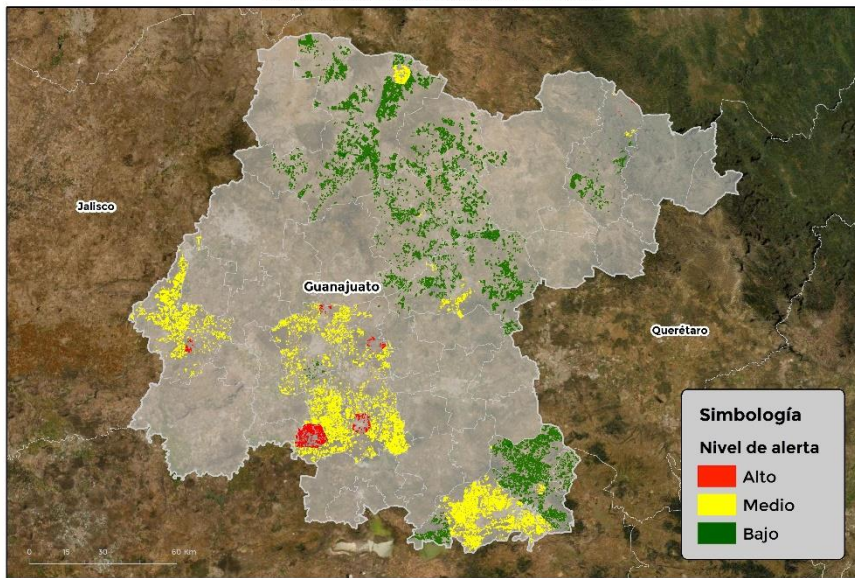 Jalisco
Guanajuato
Querétaro
Simbología
Nivel de alerta
Alto
Medio
Bajo
0 15 30 60 Km